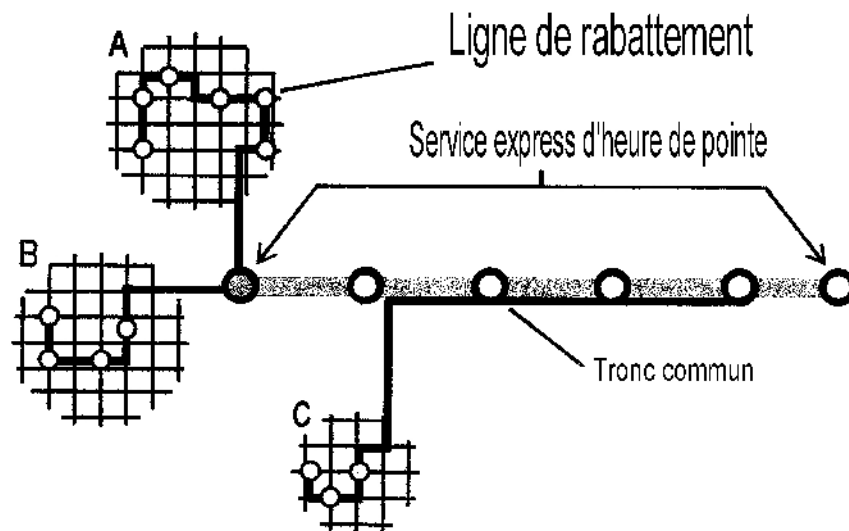 A
Ligne de rabattement
Service express d'heure de pointe
B
Tronc commun
C